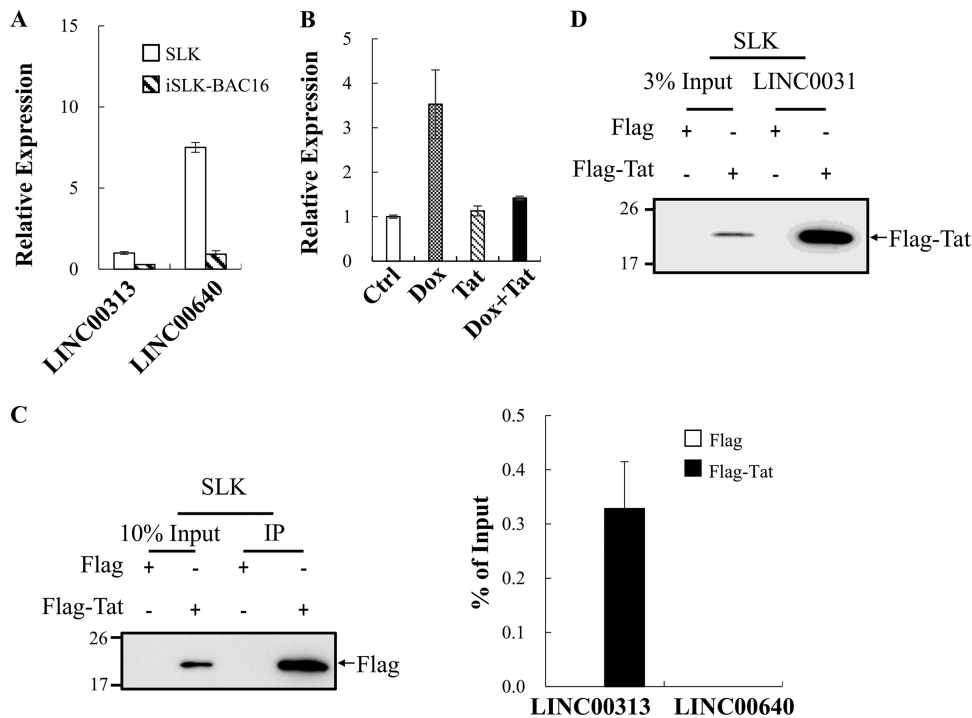 A
15
10
5
0
Relative Expression
SLK
iSLK-BAC16
LINC00313
LINC00640
B
5
4
3
2
1
0
Relative Expression
Ctrl
Dox
Tat
Dox+Tat
D
SLK
3% Input LINC0031
Flag + - + -
Flag-Tat - + - +
26
17
Flag-Tat
C
SLK
10% Input IP
Flag + - + -
Flag-Tat - + - +
26
17
Flag
0.5
0.4
0.3
0.2
0.1
0.0
% of Input
Flag
Flag-Tat
LINC00313 LINC00640